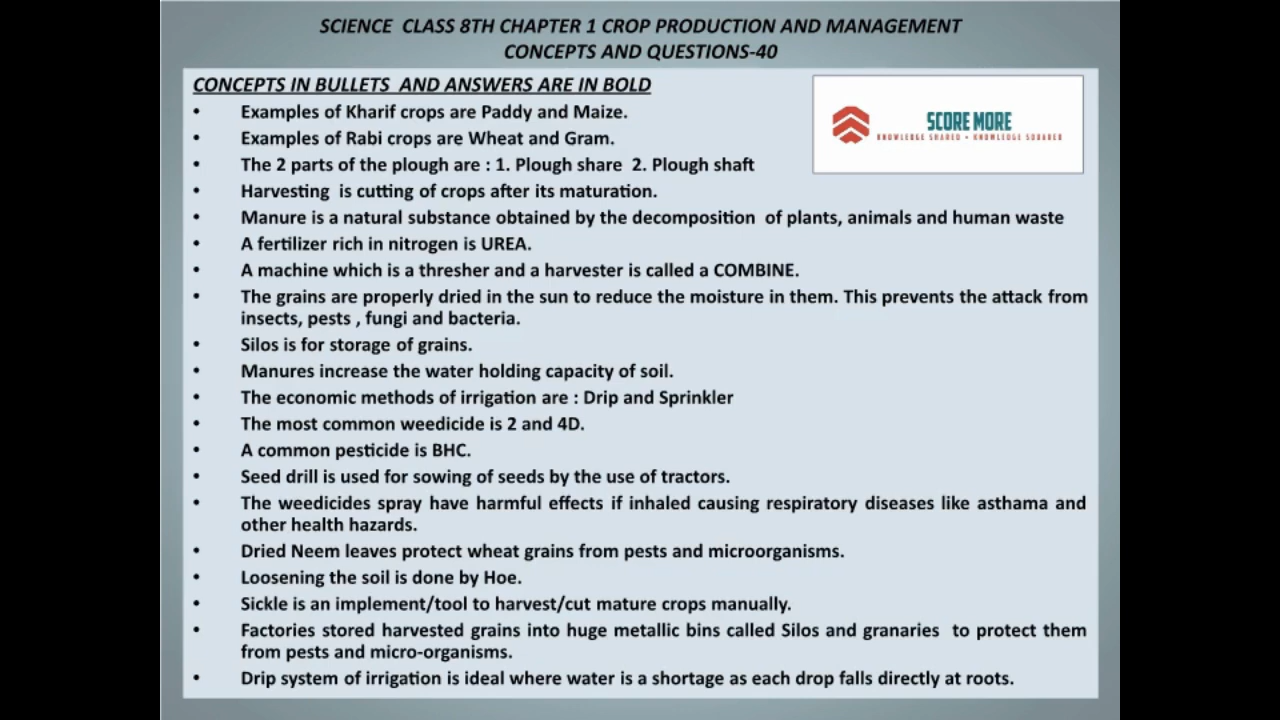 SCIENCE CLASS 8TH CHAPTER 1 CROP PRODUCTION AND MANAGEMENT
CONCEPTS AND QUESTIONS-40
CONCEPTS IN BULLETS AND ANSWERS ARE IN BOLD
SCORE MORE
KNOWLEDGE SHARED • KNOWLEDGE SQUARED
• Examples of Kharif crops are Paddy and Maize.
• Examples of Rabi crops are Wheat and Gram.
• The 2 parts of the plough are : 1. Plough share 2. Plough shaft
• Harvesting is cutting of crops after its maturation.
• Manure is a natural substance obtained by the decomposition of plants, animals and human waste
• A fertilizer rich in nitrogen is UREA.
• A machine which is a thresher and a harvester is called a COMBINE.
• The grains are properly dried in the sun to reduce the moisture in them. This prevents the attack from
insects, pests , fungi and bacteria.
• Silos is for storage of grains.
• Manures increase the water holding capacity of soil.
• The economic methods of irrigation are : Drip and Sprinkler
• The most common weedicide is 2 and 4D.
• A common pesticide is BHC.
• Seed drill is used for sowing of seeds by the use of tractors.
• The weedicides spray have harmful effects if inhaled causing respiratory diseases like asthama and
other health hazards.
• Dried Neem leaves protect wheat grains from pests and microorganisms.
• Loosening the soil is done by Hoe.
• Sickle is an implement/tool to harvest/cut mature crops manually.
• Factories stored harvested grains into huge metallic bins called Silos and granaries to protect them
from pests and micro-organisms.
• Drip system of irrigation is ideal where water is a shortage as each drop falls directly at roots.